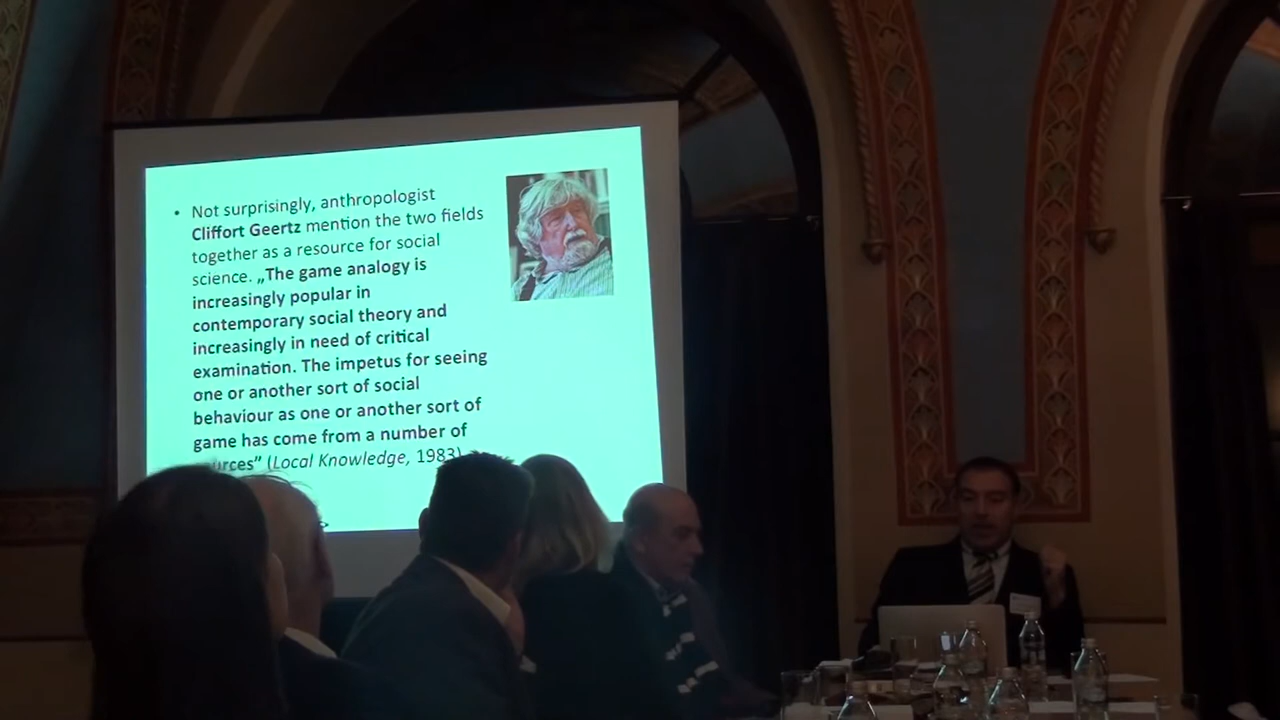 • Not surprisingly, anthropologist
Cliffort Geertz mention the two fields
together as a resource for social
science. „The game analogy is
increasingly popular in
contemporary social theory and
increasingly in need of critical
examination. The impetus for seeing
one or another sort of social
behaviour as one or another sort of
game has come from a number of
(Local Knowledge, 1983)